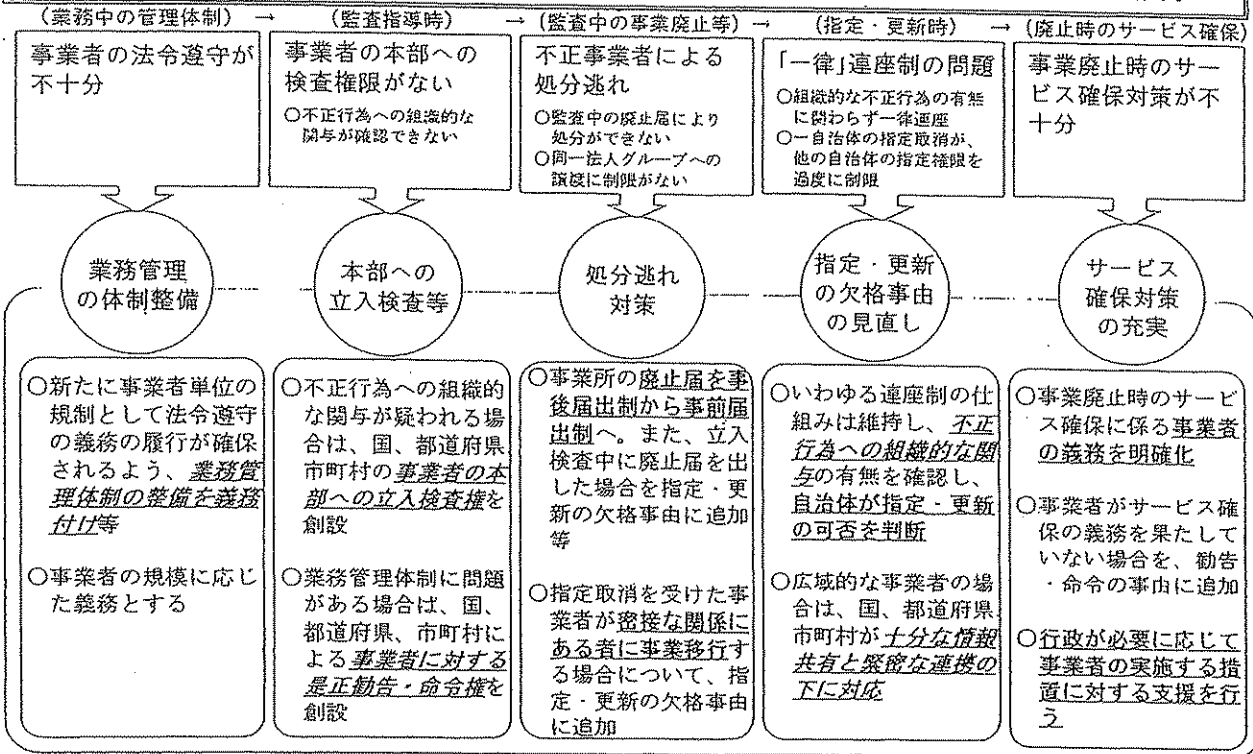 (業務中の管理体制) → (監査指導時) → (監査中の事業廃止等) → (指定・更新時) → (廃止時のサービス確保)
事業者の法令遵守が
不十分
事業者の本部への
検査権限がない
○不正行為への組織的な
関与が確認できない
不正事業者による
処分逃れ
○監査中の廃止届により
処分ができない
○同一法人グループへの
譲渡に制限がない
「一律」連座制の問題
○組織的な不正行為の有無
に関わらず一律連座
○一自治体の指定取消が、
他の自治体の指定権限を
過度に制限
事業廃止時のサー
ビス確保対策が不
十分
業務管理
の体制整備
本部への
立入検査等
処分逃れ
対策
指定・更新
の欠格事由
の見直し
サービス
確保対策
の充実
○新たに事業者単位の
規制として法令遵守
の義務の履行が確保
されるよう、業務管
理体制の整備を義務
付け等
○事業者の規模に応じ
た義務とする
○不正行為への組織的
な関与が疑われる場
合は、国、都道府県
市町村の事業者の本
部への立入検査権を
創設
○業務管理体制に問題
がある場合は、国、
都道府県、市町村に
よる事業者に対する
是正勧告・命令権を
創設
○事業所の廃止届を事
後届出制から事前届
出制へ。また、立入
検査中に廃止届を出
した場合を指定・更
新の欠格事由に追加
等
○指定取消を受けた事
業者が密接な関係に
ある者に事業移行す
る場合について、指
定・更新の欠格事由
に追加
○いわゆる連座制の仕
組みは維持し、不正
行為への組織的な関
与の有無を確認し、
自治体が指定・更新
の可否を判断
○広域的な事業者の場
合は、国、都道府県
市町村が十分な情報
共有と緊密な連携の
下に対応
○事業廃止時のサービ
ス確保に係る事業者
の義務を明確化
○事業者がサービス確
保の義務を果たして
いない場合を、勧告
・命令の事由に追加
○行政が必要に応じて
事業者の実施する措
置に対する支援を行
う